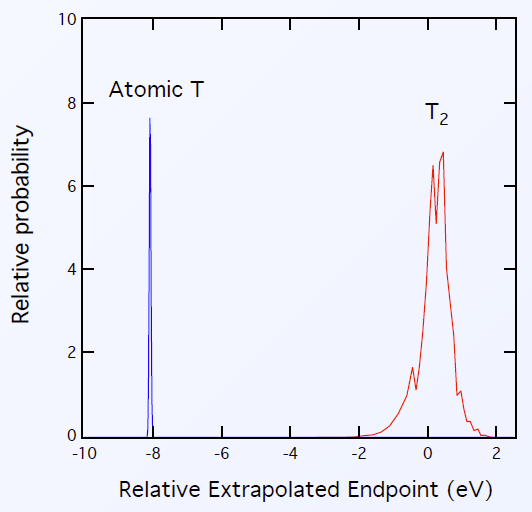 10
Atomic T
8
T2
6
Relative probability
4
2
0
-10 -8 -6 -4 -2 0 2
Relative Extrapolated Endpoint (eV)